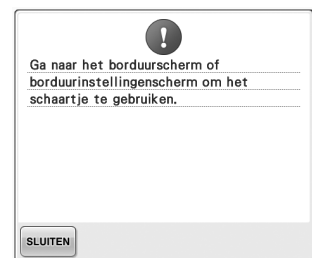 Ga naar het borduurscherm of
borduurinstellingenscherm om het
schaartje te gebruiken.
SLUITEN